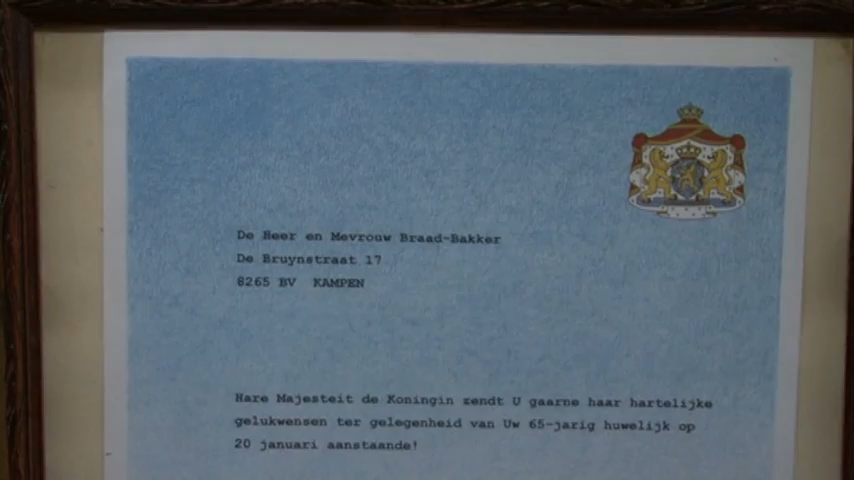 De Heer en Mevrouw Braad-Bakker
De Bruynstraat 17
8265 BV KAMPEN
Hare Majesteit de Koningin zendt U gaarne haar hartelijke
gelukwensen ter gelegenheid van Uw 65-jarig huwelijk op
20 januari aanstaande!